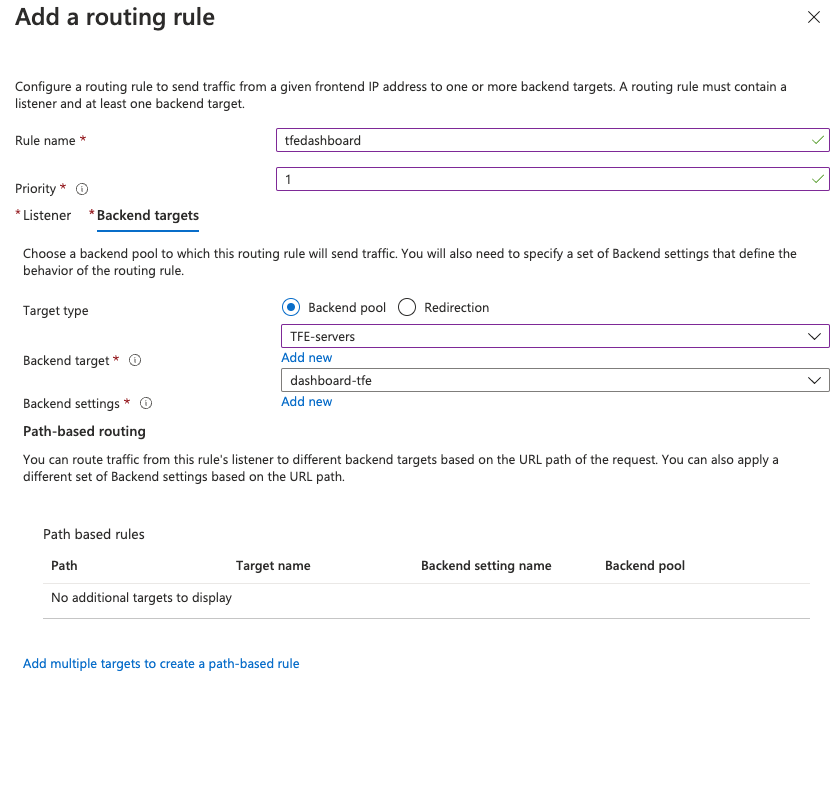 Add a routing rule
Configure a routing rule to send traffic from a given frontend IP address to one or more backend targets. A routing rule must contain a
listener and at least one backend target.
Rule name *
tfedashboard
Priority *
1
* Listener
* Backend targets
Choose a backend pool to which this routing rule will send traffic. You will also need to specify a set of Backend settings that define the
behavior of the routing rule.
Target type
Backend pool
Redirection
Backend target *
TFE-servers
Add new
Backend settings *
dashboard-tfe
Add new
Path-based routing
You can route traffic from this rule's listener to different backend targets based on the URL path of the request. You can also apply a
different set of Backend settings based on the URL path.
Path based rules
Path
Target name
Backend setting name
Backend pool
No additional targets to display
Add multiple targets to create a path-based rule